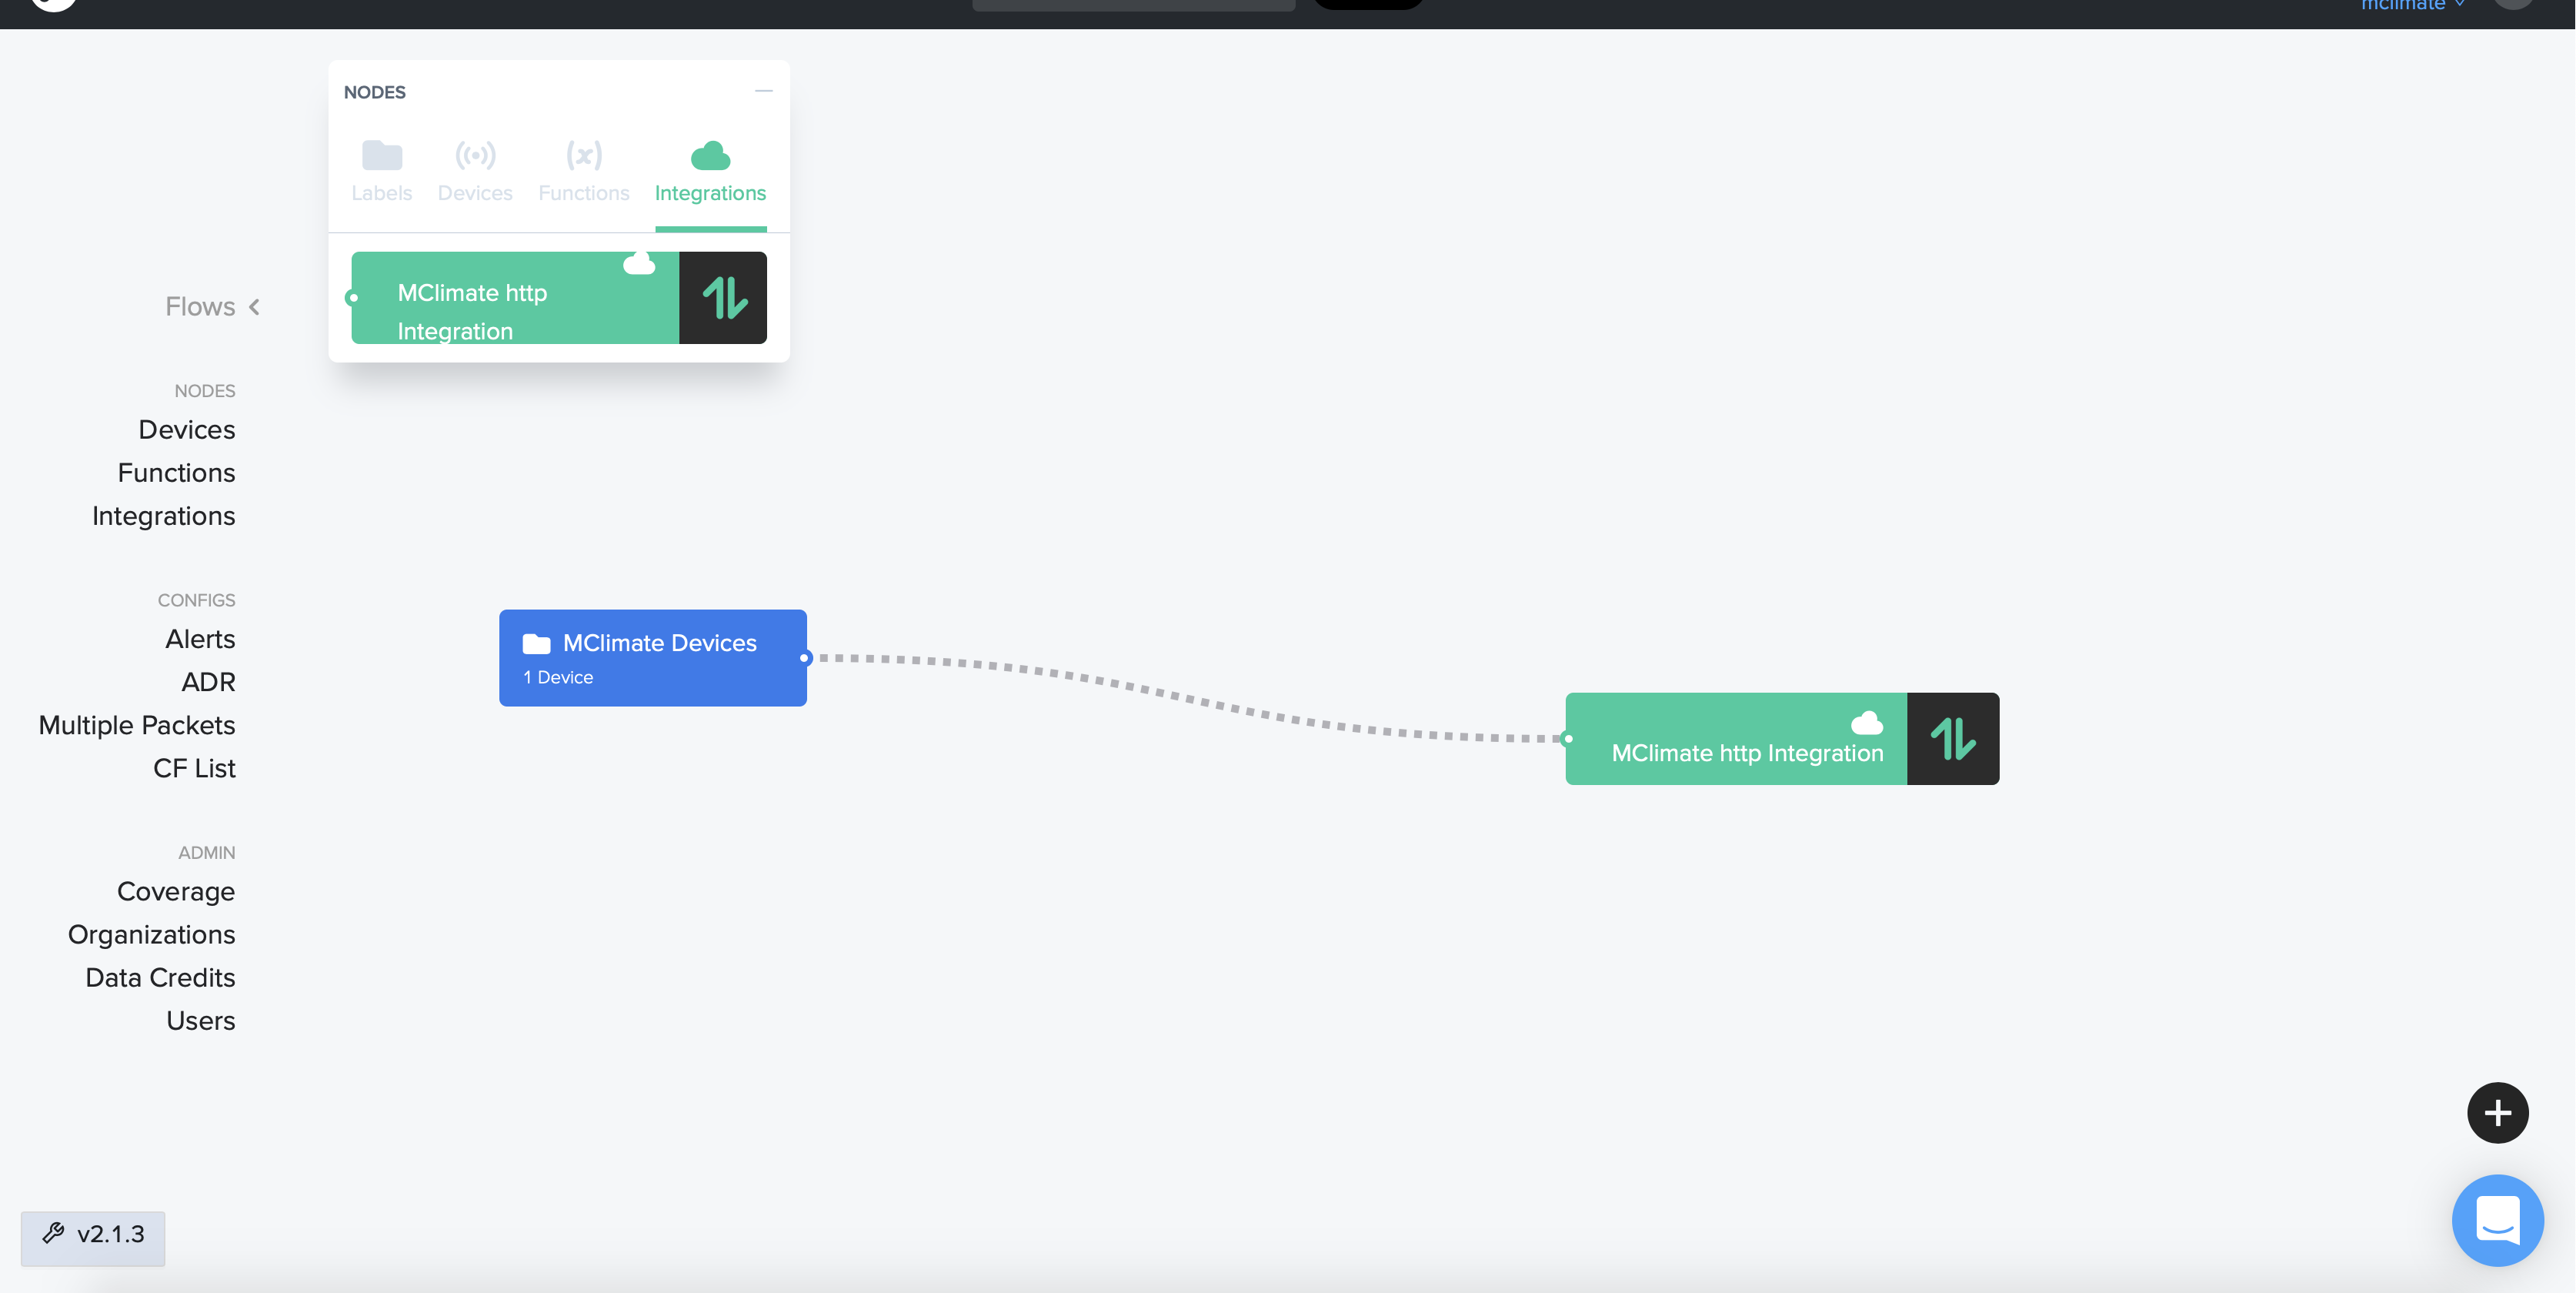 mclimate
NODES
Labels
Devices
Functions
Integrations
MClimate http
Integration
Flows
NODES
Devices
Functions
Integrations
CONFIGS
Alerts
ADR
Multiple Packets
CF List
ADMIN
Coverage
Organizations
Data Credits
Users
MClimate Devices
1 Device
MClimate http Integration
v2.1.3